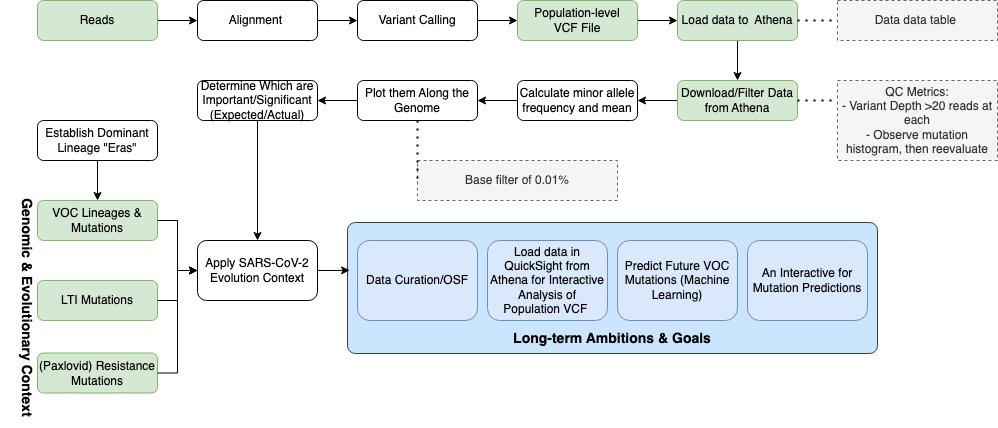 Reads
Alignment
Variant Calling
Population-level
VCF File
Load data to Athena
Data data table
Determine Which are
Important/Significant
(Expected/Actual)
Plot them Along the
Genome
Calculate minor allele
frequency and mean
Download/Filter Data
from Athena
QC Metrics:
- Variant Depth >20 reads at
each
- Observe mutation
histogram, then reevaluate
Establish Dominant
Lineage "Eras"
Base filter of 0.01%
Genomic & Evolutionary Context
VOC Lineages &
Mutations
LTI Mutations
(Paxlovid) Resistance
Mutations
Apply SARS-CoV-2
Evolution Context
Data Curation/OSF
Load data in
QuickSight from
Athena for Interactive
Analysis of
Population VCF
Predict Future VOC
Mutations (Machine
Learning)
An Interactive for
Mutation Predictions
Long-term Ambitions & Goals